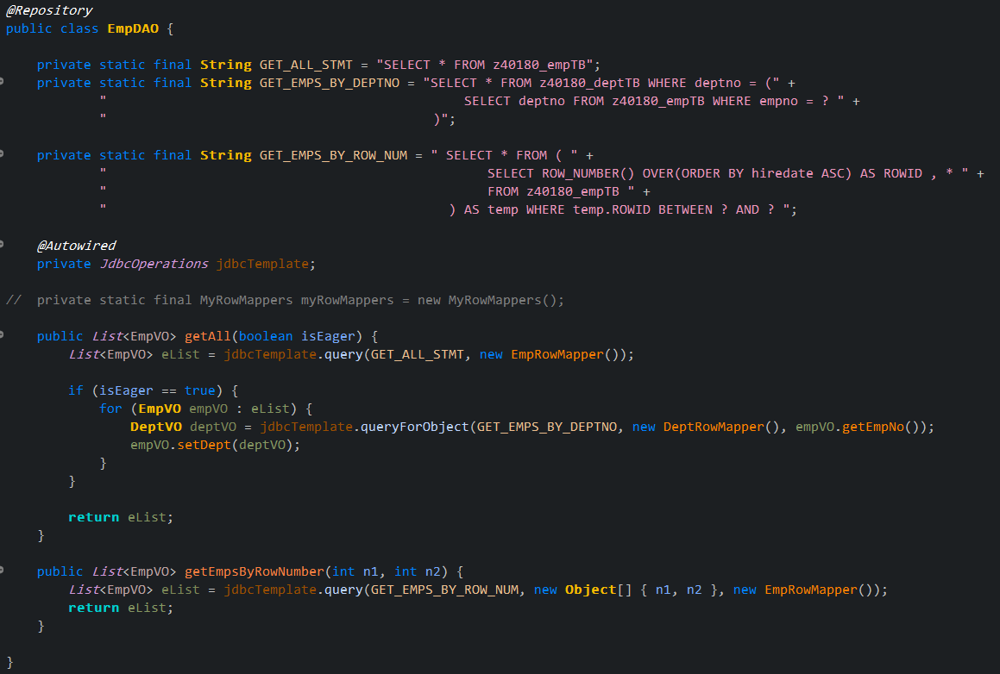 @Repository
public class EmpDAO {
private static final String GET_ALL_STMT = "SELECT * FROM z40180_empTB";
private static final String GET_EMPS_BY_DEPTNO = "SELECT * FROM z40180_deptTB WHERE deptno = (" +
" SELECT deptno FROM z40180_empTB WHERE empno = ? " +
" )";
private static final String GET_EMPS_BY_ROW_NUM = " SELECT * FROM ( " +
" SELECT ROW_NUMBER() OVER(ORDER BY hiredate ASC) AS ROWID , * " +
" FROM z40180_empTB " +
" ) AS temp WHERE temp.ROWID BETWEEN ? AND ? ";
@Autowired
private JdbcOperations jdbcTemplate;
// private static final MyRowMappers myRowMappers = new MyRowMappers();
public List<EmpVO> getAll(boolean isEager) {
List<EmpVO> eList = jdbcTemplate.query(GET_ALL_STMT, new EmpRowMapper());
if (isEager == true) {
for (EmpVO empVO : eList) {
DeptVO deptVO = jdbcTemplate.queryForObject(GET_EMPS_BY_DEPTNO, new DeptRowMapper(), empVO.getEmpNo());
empVO.setDept(deptVO);
}
}
return eList;
}
public List<EmpVO> getEmpsByRowNumber(int n1, int n2) {
List<EmpVO> eList = jdbcTemplate.query(GET_EMPS_BY_ROW_NUM, new Object[] { n1, n2 }, new EmpRowMapper());
return eList;
}
}